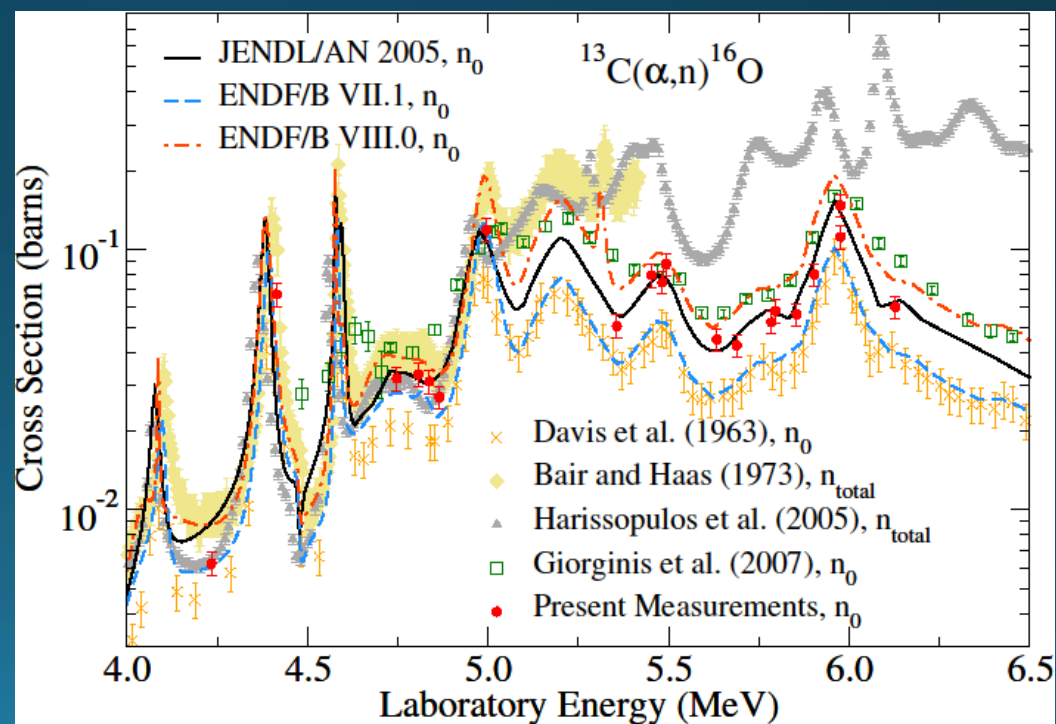 JENDL/AN 2005, n₀
¹³C(α,n)¹⁶O
ENDF/B VII.1, n₀
ENDF/B VIII.0, n₀
Cross Section (barns)
10⁻¹
10⁻²
Davis et al. (1963), n₀
Bair and Haas (1973), nₜₒₜₐₗ
Harissopulos et al. (2005), nₜₒₜₐₗ
Giorginis et al. (2007), n₀
Present Measurements, n₀
4.0 4.5 5.0 5.5 6.0 6.5
Laboratory Energy (MeV)